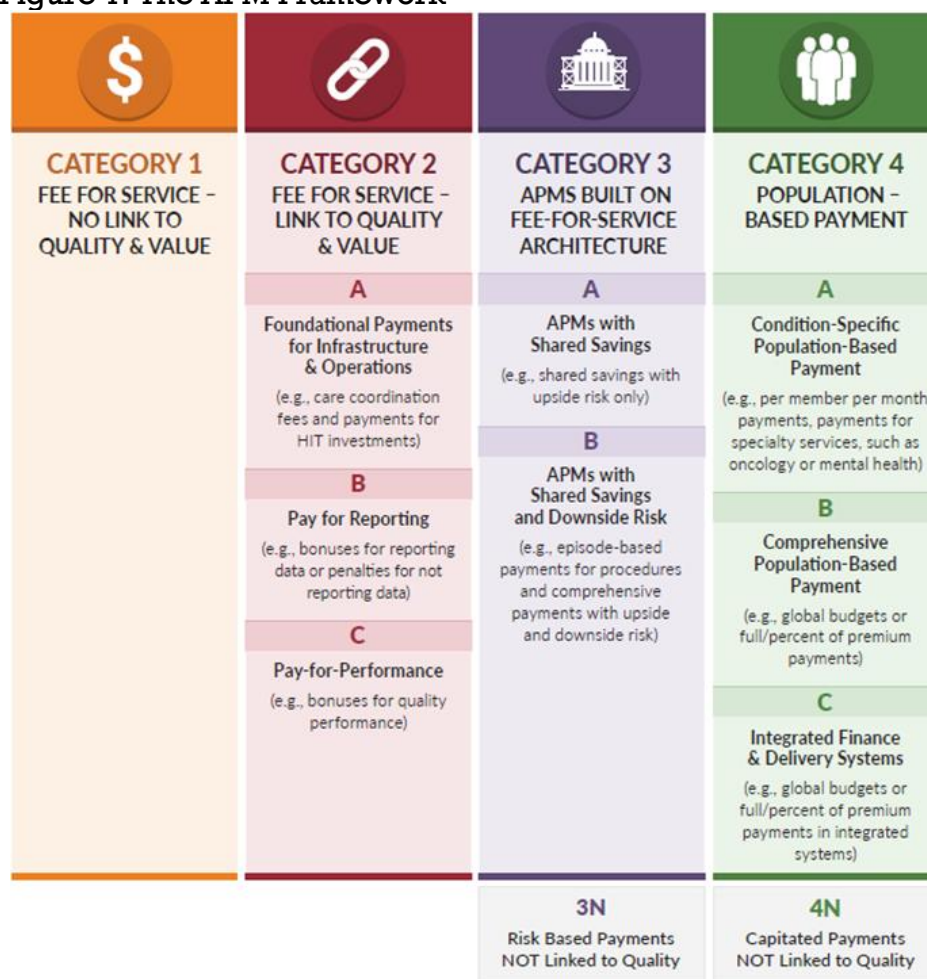 Figure 1: The APM Framework
$
CATEGORY 1
FEE FOR SERVICE –
NO LINK TO
QUALITY & VALUE
CATEGORY 2
FEE FOR SERVICE –
LINK TO QUALITY
& VALUE
A
Foundational Payments
for Infrastructure
& Operations
(e.g., care coordination
fees and payments for
HIT investments)
B
Pay for Reporting
(e.g., bonuses for reporting
data or penalties for not
reporting data)
C
Pay-for-Performance
(e.g., bonuses for quality
performance)
CATEGORY 3
APMS BUILT ON
FEE-FOR-SERVICE
ARCHITECTURE
A
APMs with
Shared Savings
(e.g., shared savings with
upside risk only)
B
APMs with
Shared Savings
and Downside Risk
(e.g., episode-based
payments for procedures
and comprehensive
payments with upside
and downside risk)
3N
Risk Based Payments
NOT Linked to Quality
CATEGORY 4
POPULATION –
BASED PAYMENT
A
Condition-Specific
Population-Based
Payment
(e.g., per member per month
payments, payments for
specialty services, such as
oncology or mental health)
B
Comprehensive
Population-Based
Payment
(e.g., global budgets or
full/percent of premium
payments)
C
Integrated Finance
& Delivery Systems
(e.g., global budgets or
full/percent of premium
payments in integrated
systems)
4N
Capitated Payments
NOT Linked to Quality